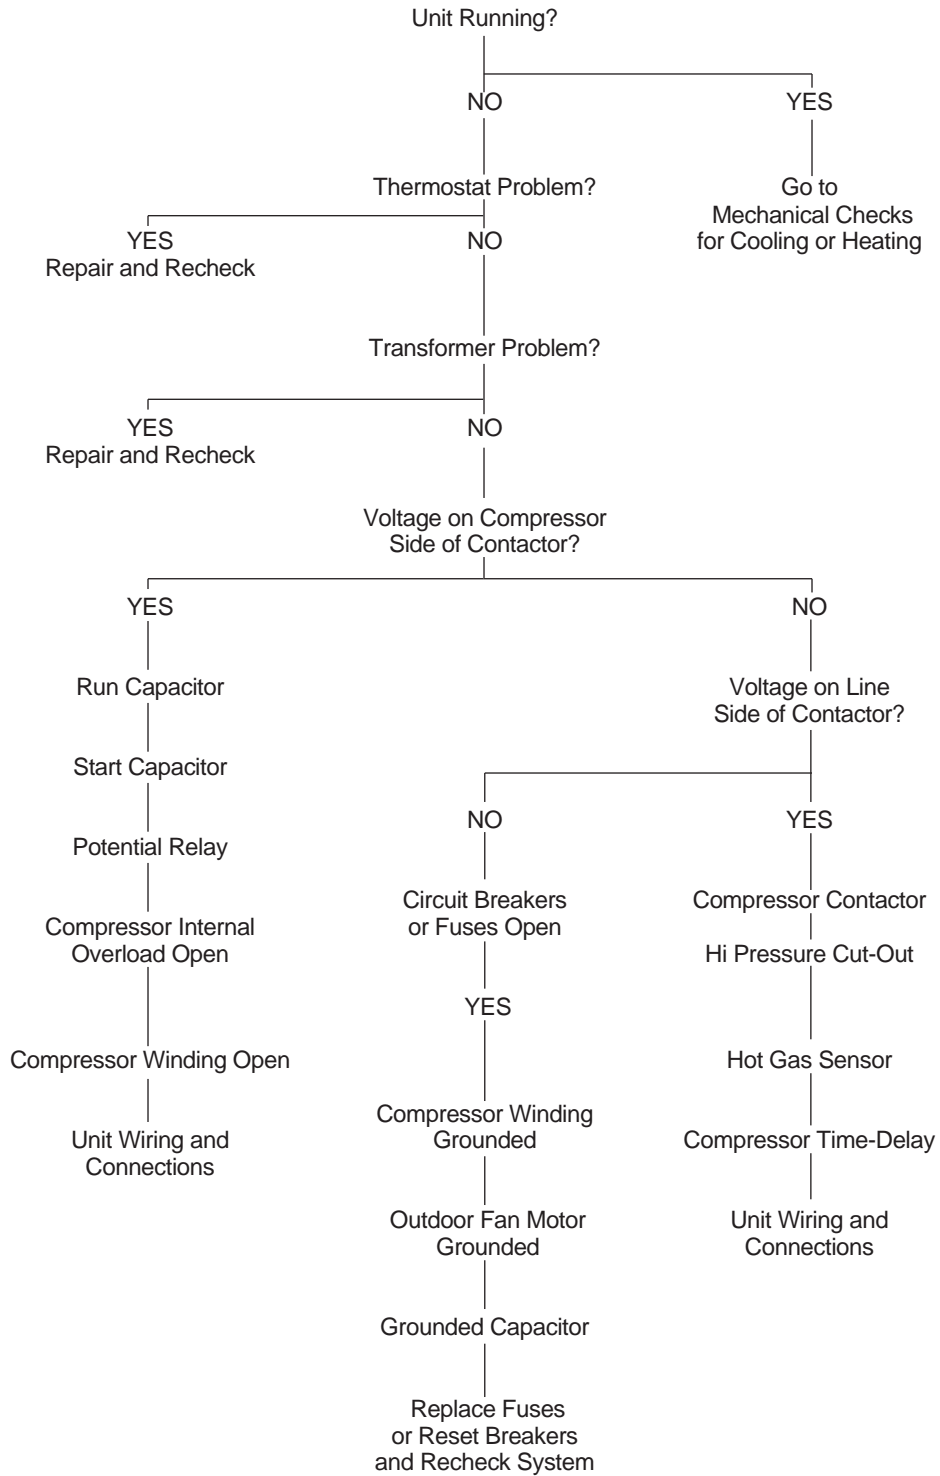 Unit Running?
NO
YES
Thermostat Problem?
Go to
Mechanical Checks
for Cooling or Heating
YES
Repair and Recheck
NO
Transformer Problem?
YES
Repair and Recheck
NO
Voltage on Compressor
Side of Contactor?
YES
NO
Run Capacitor
Start Capacitor
Potential Relay
Compressor Internal
Overload Open
Compressor Winding Open
Unit Wiring and
Connections
Voltage on Line
Side of Contactor?
NO
YES
Circuit Breakers
or Fuses Open
YES
Compressor Winding
Grounded
Outdoor Fan Motor
Grounded
Grounded Capacitor
Replace Fuses
or Reset Breakers
and Recheck System
Compressor Contactor
Hi Pressure Cut-Out
Hot Gas Sensor
Compressor Time-Delay
Unit Wiring and
Connections